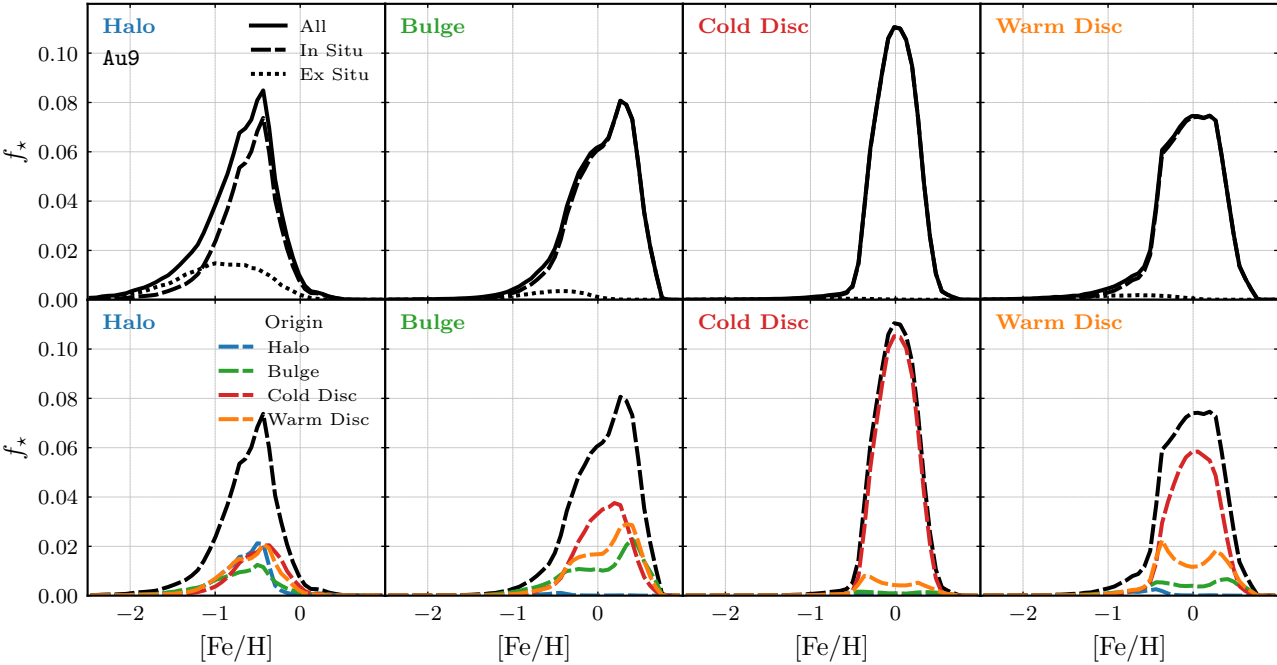 Halo
Au9
All
In Situ
Ex Situ
Bulge
Cold Disc
Warm Disc
0.10
0.08
0.06
0.04
0.02
0.00
f⋆
Halo
Origin
Halo
Bulge
Cold Disc
Warm Disc
Bulge
Cold Disc
Warm Disc
0.10
0.08
0.06
0.04
0.02
0.00
f⋆
−2 −1 0
−2 −1 0
−2 −1 0
−2 −1 0
[Fe/H]
[Fe/H]
[Fe/H]
[Fe/H]